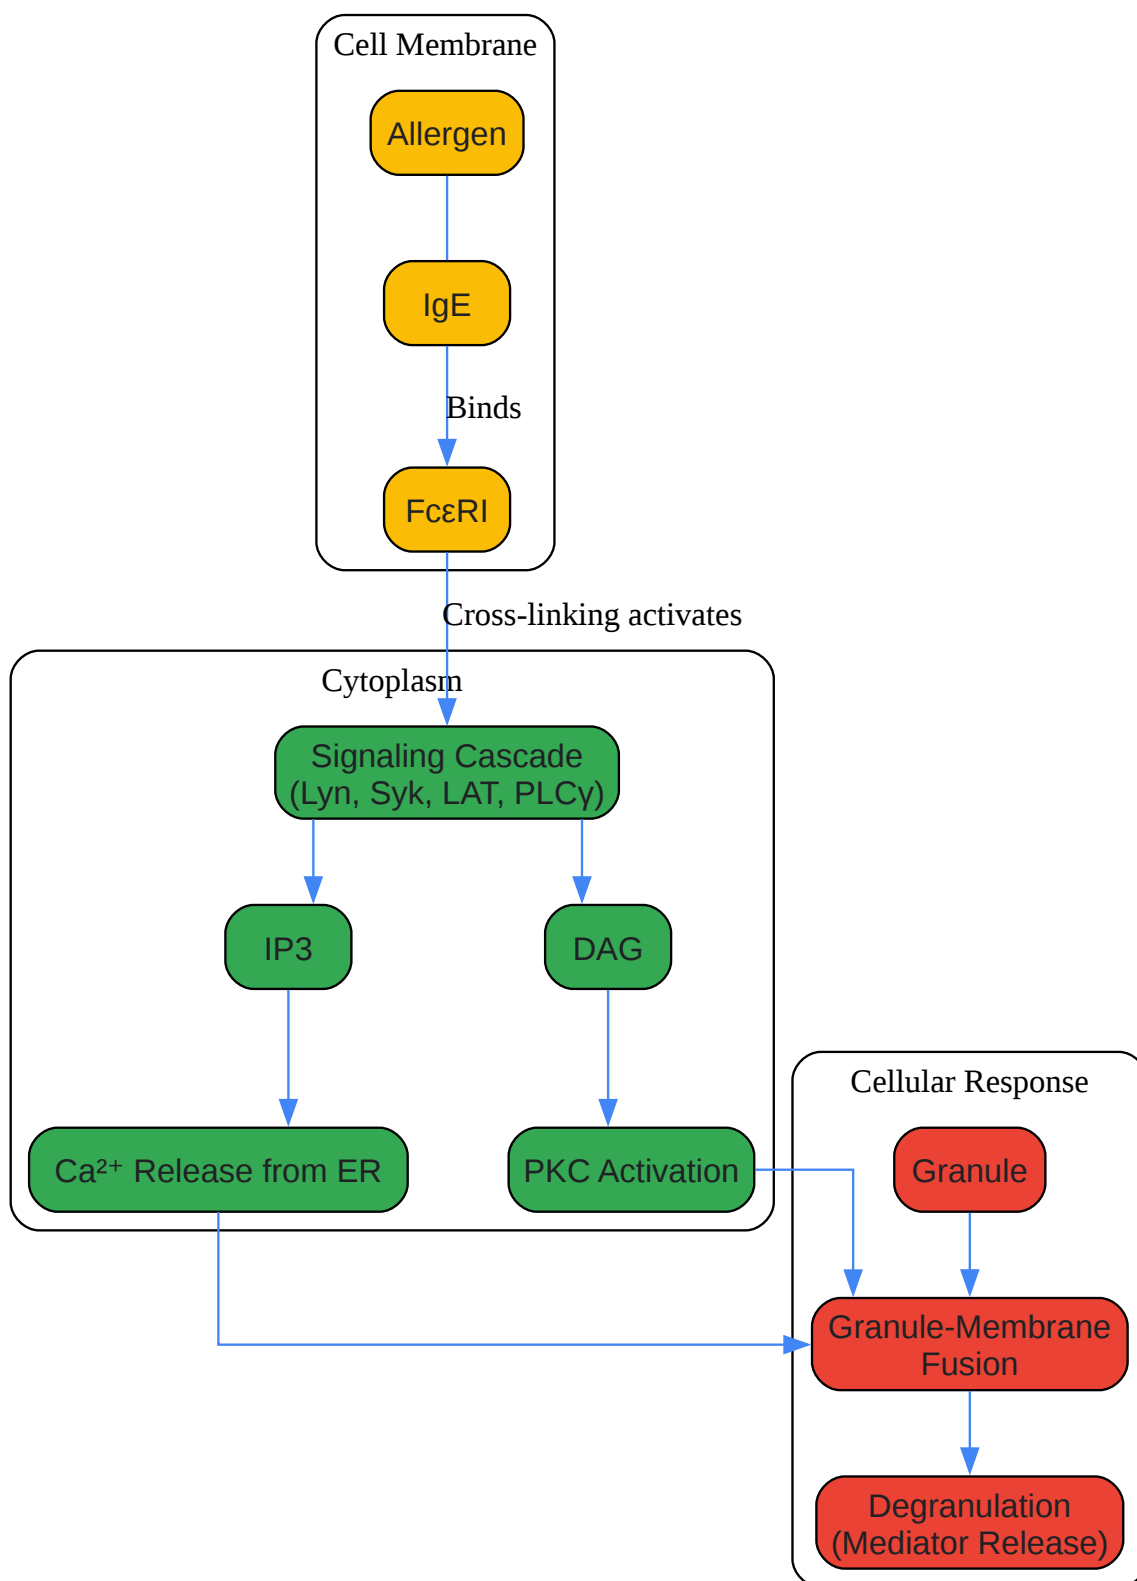 Cell Membrane
Allergen
IgE
Binds
FcεRI
Cross-linking activates
Cytoplasm
Signaling Cascade
(Lyn, Syk, LAT, PLCγ)
IP3
DAG
Ca²⁺ Release from ER
PKC Activation
Cellular Response
Granule
Granule-Membrane
Fusion
Degranulation
(Mediator Release)